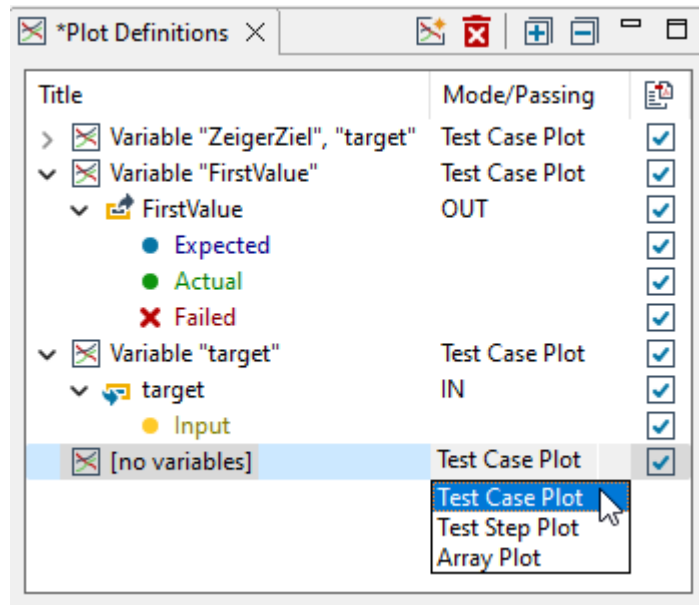 *Plot Definitions
Title Mode/Passing
Variable "ZeigerZiel", "target" Test Case Plot
Variable "FirstValue" Test Case Plot
FirstValue OUT
Expected
Actual
Failed
Variable "target" Test Case Plot
target IN
Input
[no variables] Test Case Plot
Test Case Plot
Test Step Plot
Array Plot